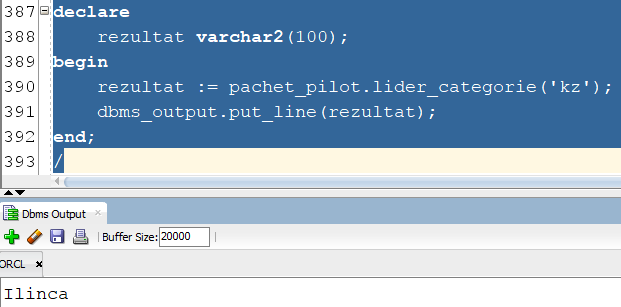 387 declare
388 rezultat varchar2(100);
389 begin
390 rezultat := pachet_pilot.lider_categorie('kz');
391 dbms_output.put_line(rezultat);
392 end;
393 /
Dbms Output ×
Buffer Size: 20000
ORCL ×
Ilinca